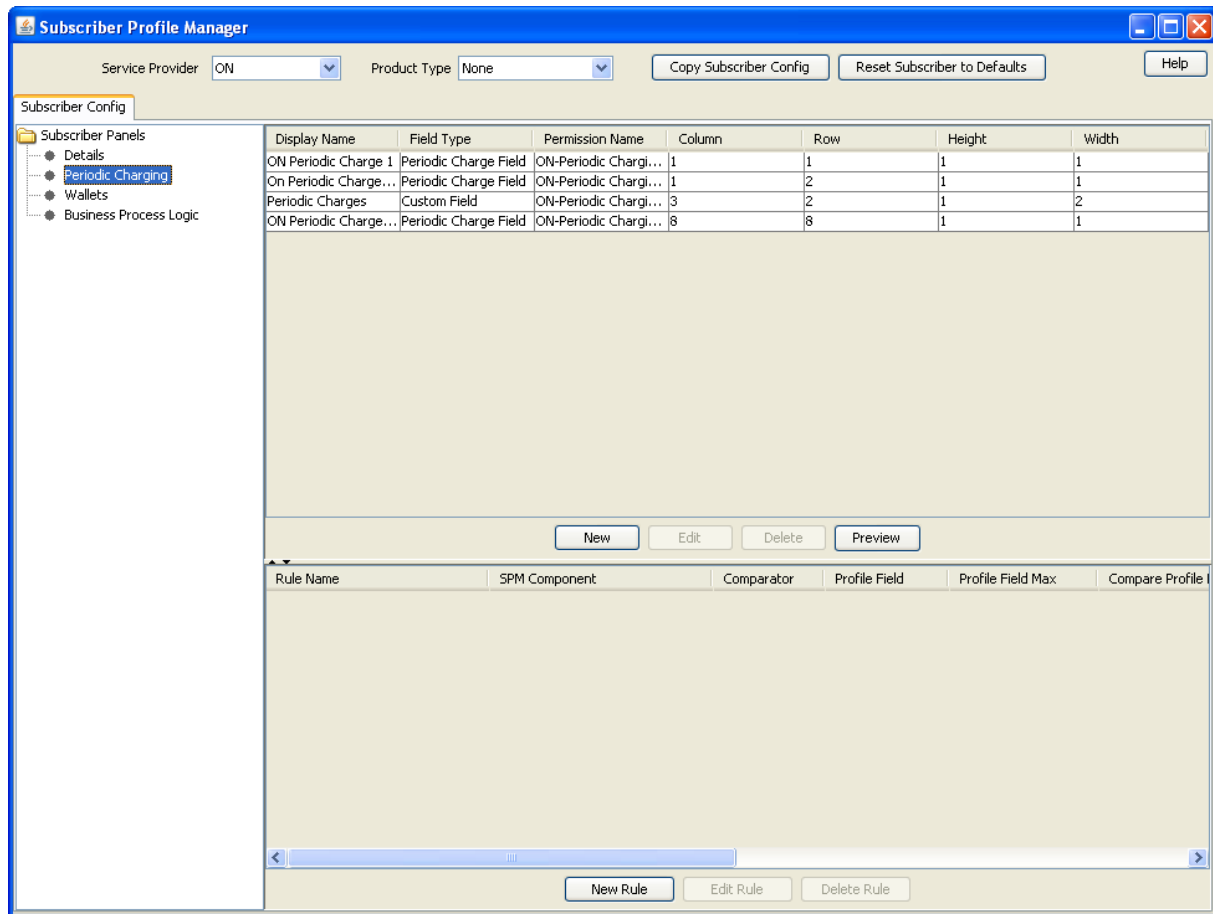 Subscriber Profile Manager
Service Provider ON Product Type None Copy Subscriber Config Reset Subscriber to Defaults Help
Subscriber Config
Subscriber Panels
Details
Periodic Charging
Wallets
Business Process Logic
Display Name Field Type Permission Name Column Row Height Width
ON Periodic Charge 1 Periodic Charge Field ON-Periodic Chargi... 1 1 1 1
On Periodic Charge... Periodic Charge Field ON-Periodic Chargi... 1 2 1 1
Periodic Charges Custom Field ON-Periodic Chargi... 3 2 1 2
ON Periodic Charge... Periodic Charge Field ON-Periodic Chargi... 8 8 1 1
New Edit Delete Preview
Rule Name SPM Component Comparator Profile Field Profile Field Max Compare Profile
New Rule Edit Rule Delete Rule